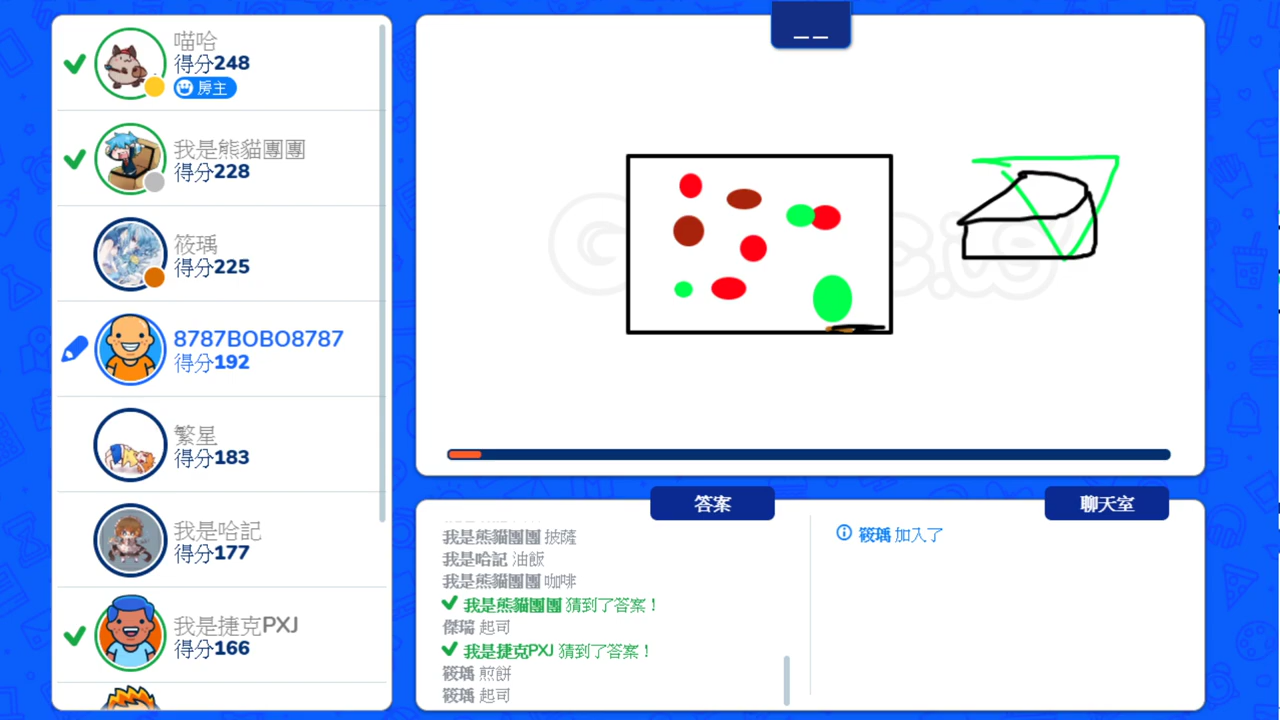 喵哈
得分248
房主
我是熊貓團團
得分228
筱瑀
得分225
8787BOBO8787
得分192
繁星
得分183
我是哈記
得分177
我是捷克PXJ
得分166
_ _
答案
我是熊貓團團 披薩
我是哈記 油飯
我是熊貓團團 咖啡
我是熊貓團團 猜到了答案！
傑瑞 起司
我是捷克PXJ 猜到了答案！
筱瑀 煎餅
筱瑀 起司
聊天室
筱瑀 加入了